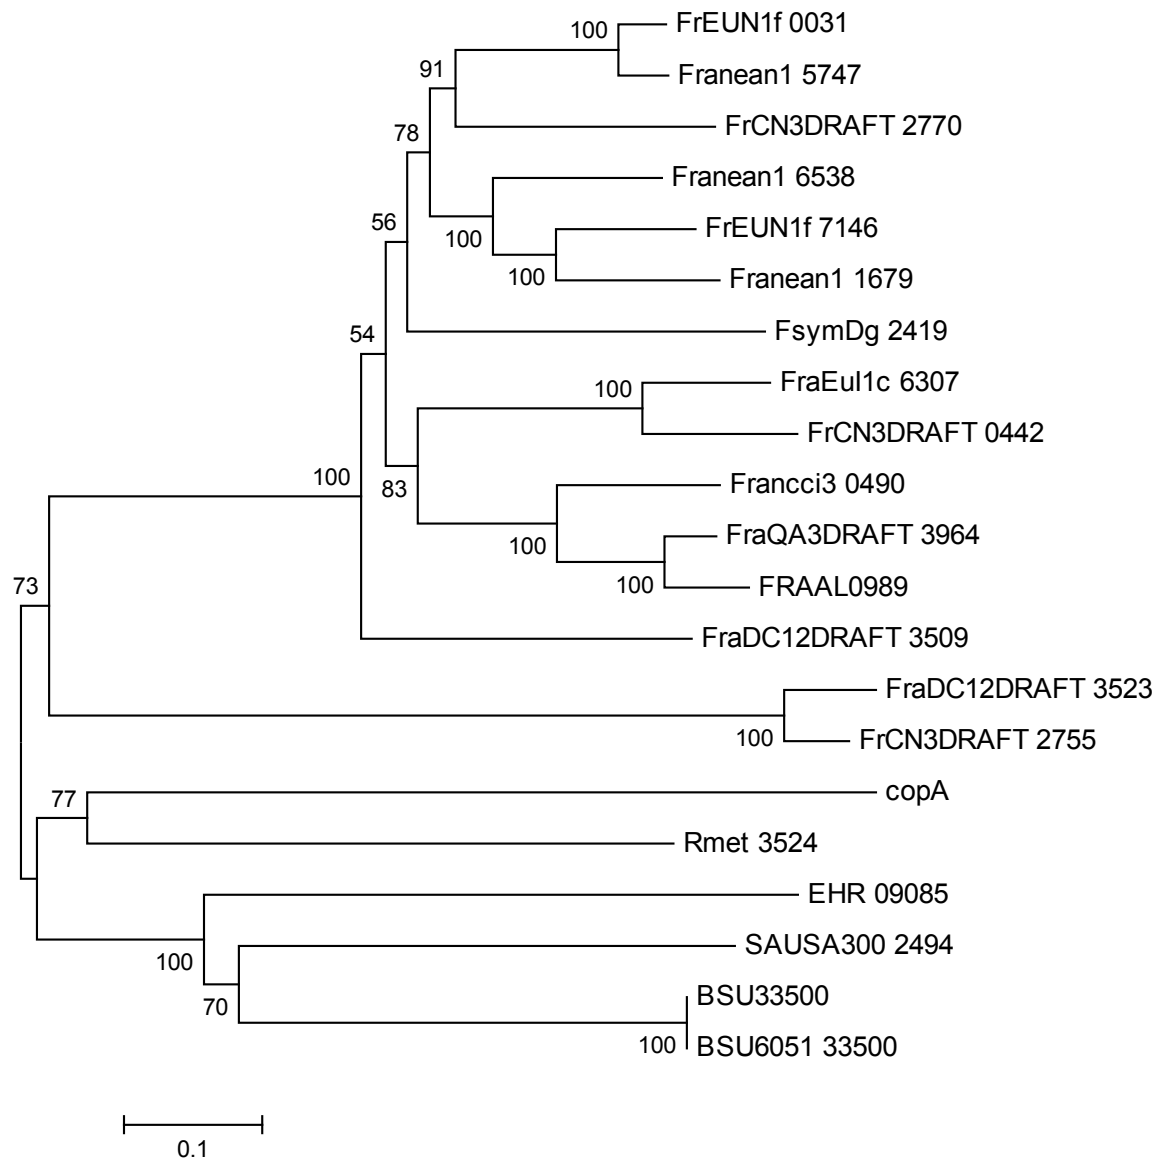 FrEUN1f 0031
100
Franean1 5747
91
FrCN3DRAFT 2770
78
Franean1 6538
56
FrEUN1f 7146
100
Franean1 1679
100
FsymDg 2419
54
FraEuI1c 6307
100
FrCN3DRAFT 0442
100
83
Francci3 0490
FraQA3DRAFT 3964
100
FRAAL0989
100
73
FraDC12DRAFT 3509
FraDC12DRAFT 3523
100
FrCN3DRAFT 2755
77
copA
Rmet 3524
EHR 09085
100
SAUSA300 2494
70
BSU33500
100
BSU6051 33500
0.1